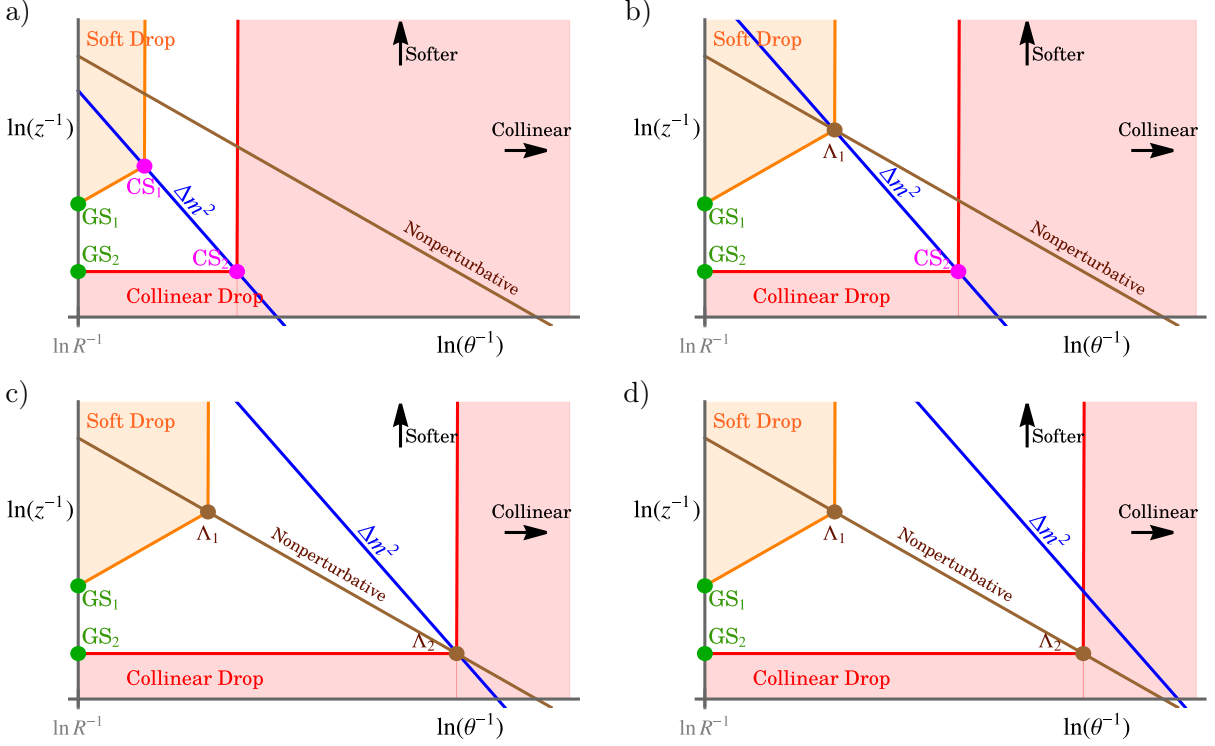 a)
Soft Drop
Softer
ln(z⁻¹)
Collinear
CS₁
Δm²
GS₁
GS₂
CS₂
Nonperturbative
Collinear Drop
ln R⁻¹
ln(θ⁻¹)
b)
Soft Drop
Softer
ln(z⁻¹)
Collinear
Λ₁
Δm²
GS₁
GS₂
CS₂
Nonperturbative
Collinear Drop
ln R⁻¹
ln(θ⁻¹)
c)
Soft Drop
Softer
ln(z⁻¹)
Collinear
Λ₁
Δm²
Nonperturbative
GS₁
GS₂
Λ₂
Collinear Drop
ln R⁻¹
ln(θ⁻¹)
d)
Soft Drop
Softer
ln(z⁻¹)
Collinear
Λ₁
Δm²
Nonperturbative
GS₁
GS₂
Λ₂
Collinear Drop
ln R⁻¹
ln(θ⁻¹)